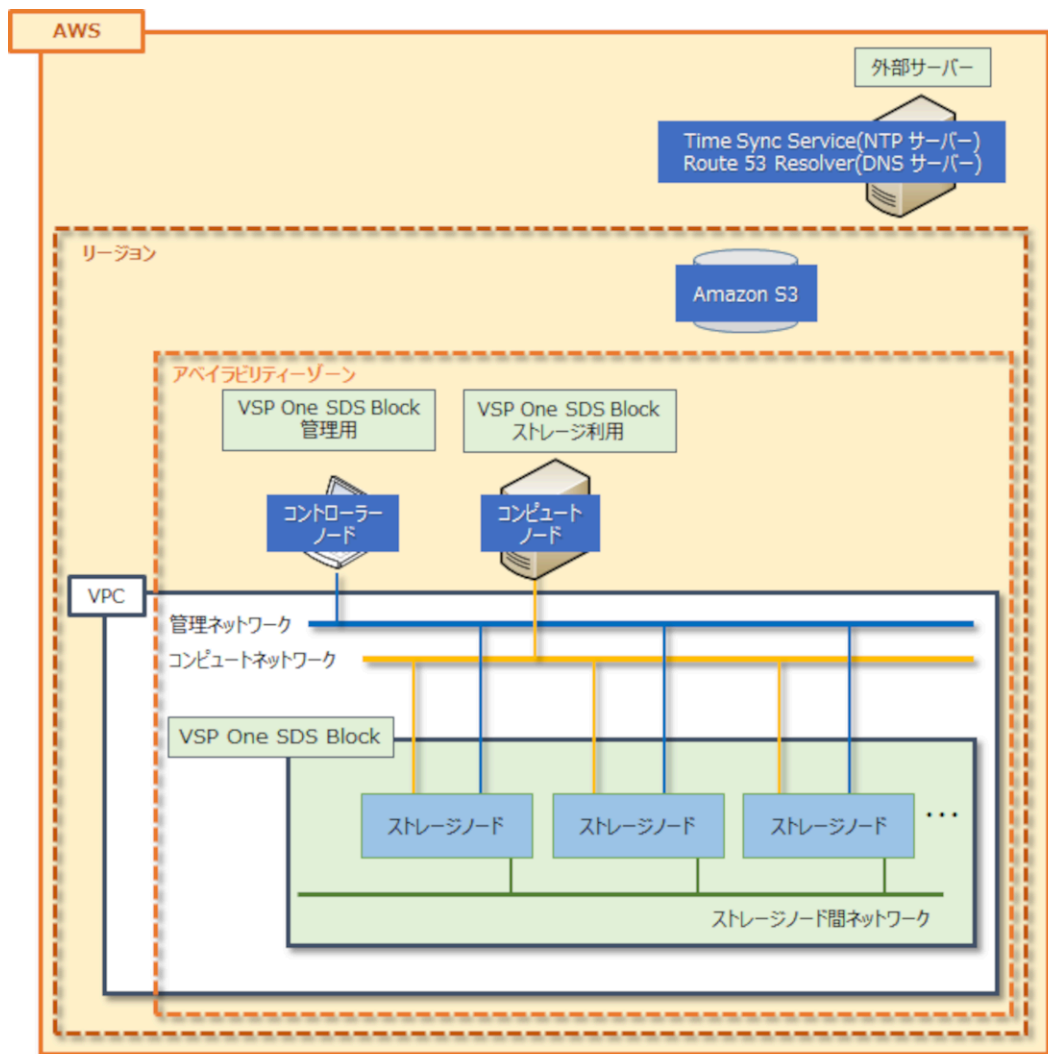 AWS
外部サーバー
Time Sync Service(NTP サーバー)
Route 53 Resolver(DNS サーバー)
リージョン
Amazon S3
アベイラビリティーゾーン
VSP One SDS Block
管理用
VSP One SDS Block
ストレージ利用
コントローラー
ノード
コンピュート
ノード
VPC
管理ネットワーク
コンピュートネットワーク
VSP One SDS Block
ストレージノード
ストレージノード
ストレージノード
…
ストレージノード間ネットワーク